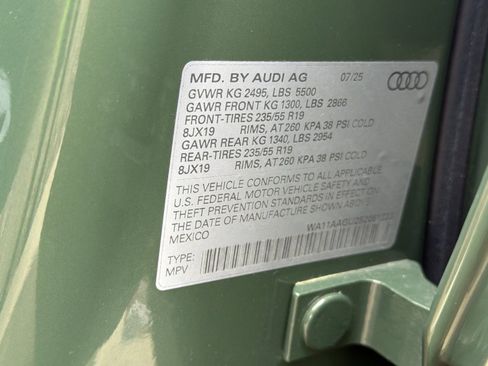 MFD. BY AUDI AG 07/25
GVWR KG 2495, LBS 5500
GAWR FRONT KG 1300, LBS 2866
FRONT-TIRES 235/55 R19
8JX19 RIMS, AT 260 KPA 38 PSI COLD
GAWR REAR KG 1340, LBS 2954
REAR-TIRES 235/55 R19
8JX19 RIMS, AT 260 KPA 38 PSI COLD
THIS VEHICLE CONFORMS TO ALL APPLICABLE
U.S. FEDERAL MOTOR VEHICLE SAFETY AND
THEFT PREVENTION STANDARDS IN EFFECT ON
THE DATE OF MANUFACTURE SHOWN ABOVE.
MEXICO
TYPE:
MPV